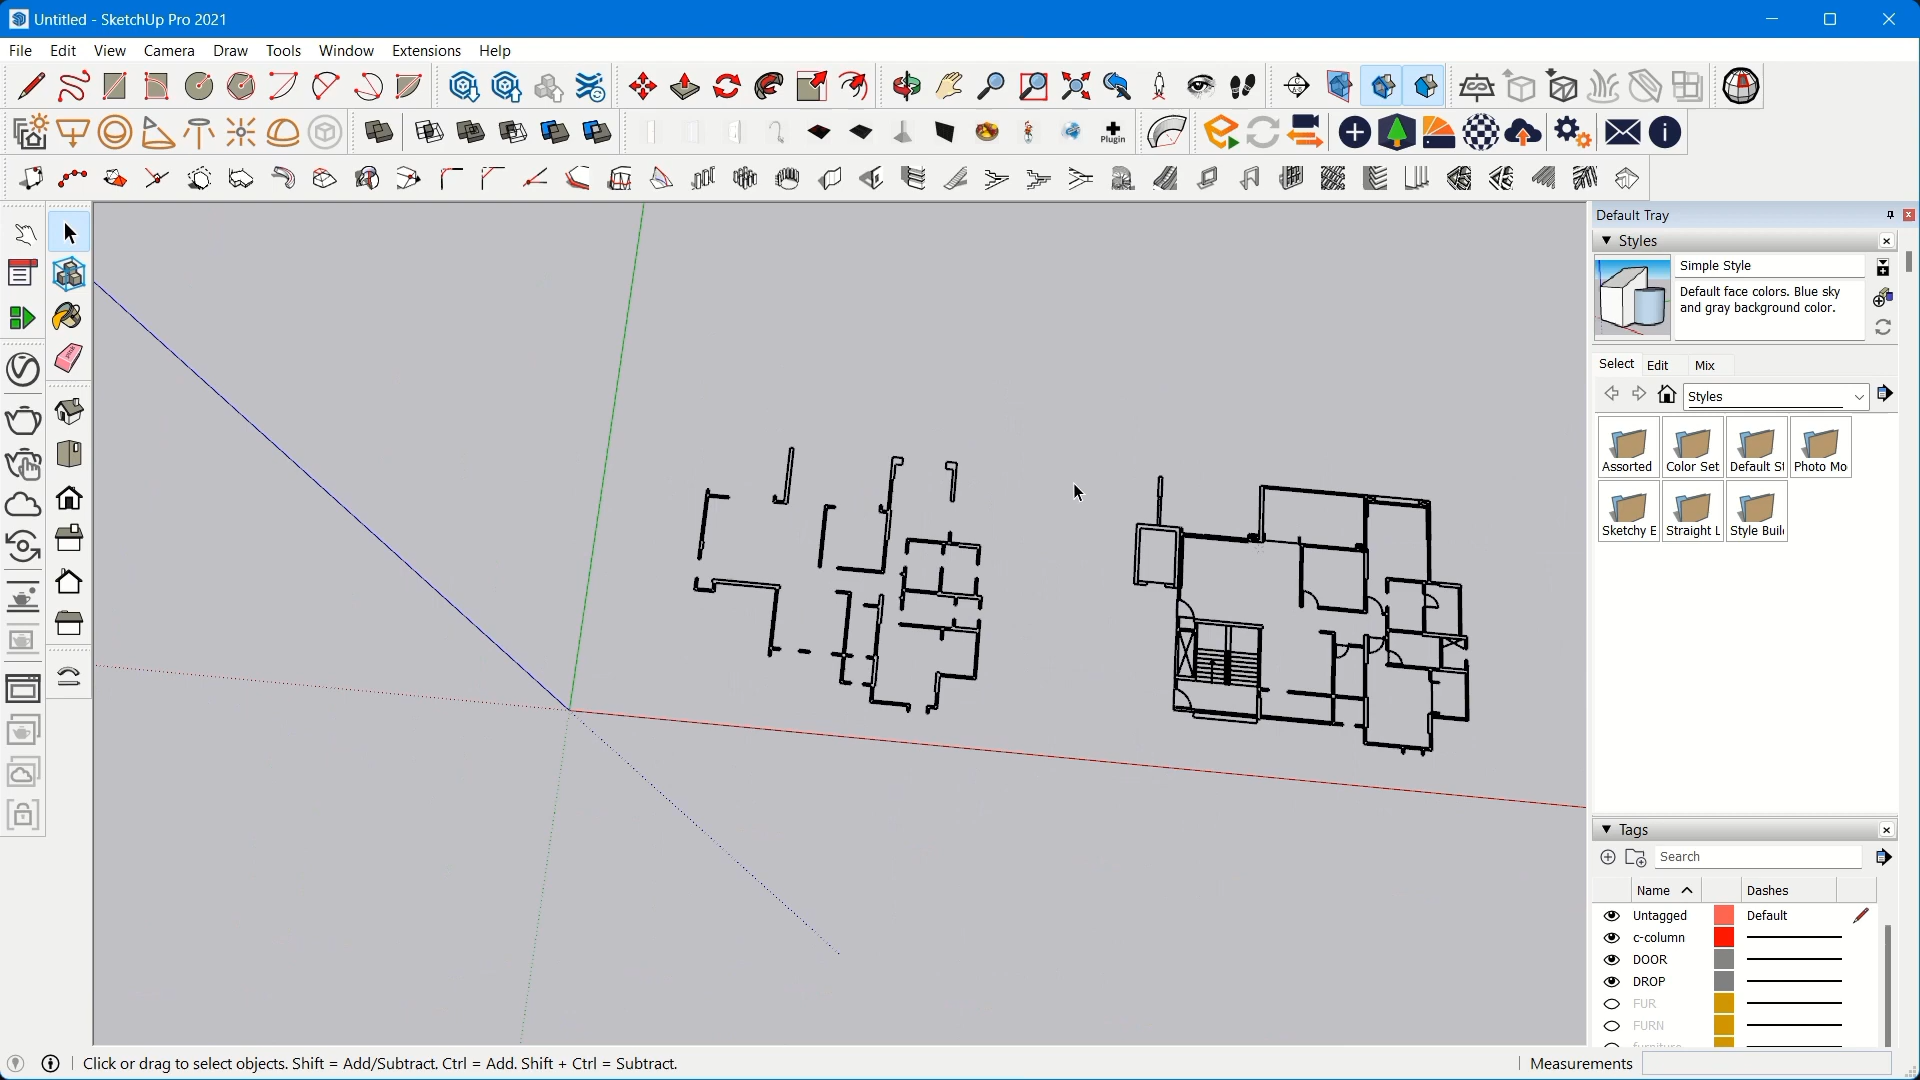 Untitled - SketchUp Pro 2021
File Edit View Camera Draw Tools Window Extensions Help
Plugin
Default Tray
Styles
Simple Style
Default face colors. Blue sky
and gray background color.
Select Edit Mix
Styles
Assorted Color Set Default St Photo Mo
Sketchy E Straight L Style Buil
Tags
Search
Name Dashes
Untagged Default
c-column
DOOR
DROP
FUR
FURN
Click or drag to select objects. Shift = Add/Subtract. Ctrl = Add. Shift + Ctrl = Subtract.
Measurements